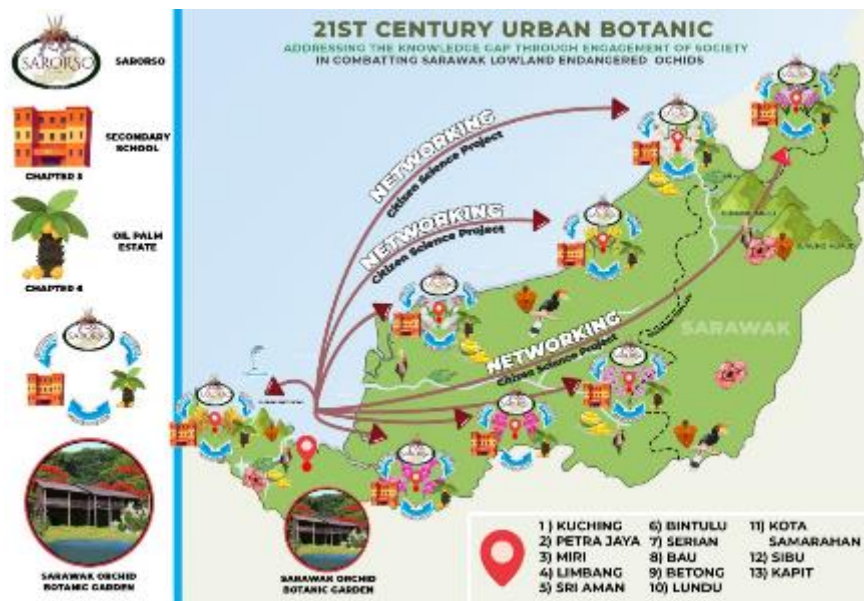 21ST CENTURY URBAN BOTANIC
ADDRESSING THE KNOWLEDGE GAP THROUGH ENGAGEMENT OF SOCIETY
IN COMBATTING SARAWAK LOWLAND ENDANGERED OCHIDS
SARORSO
SARORSO
SECONDARY
SCHOOL
CHAPTER 5
OIL PALM
ESTATE
CHAPTER 6
SARAWAK ORCHID
BOTANIC GARDEN
NETWORKING
Citizen Science Project
NETWORKING
Citizen Science Project
NETWORKING
Citizen Science Project
SARAWAK
SARAWAK ORCHID
BOTANIC GARDEN
1) KUCHING
2) PETRA JAYA
3) MIRI
4) LIMBANG
5) SRI AMAN
6) BINTULU
7) SERIAN
8) BAU
9) BETONG
10) LUNDU
11) KOTA
SAMARAHAN
12) SIBU
13) KAPIT